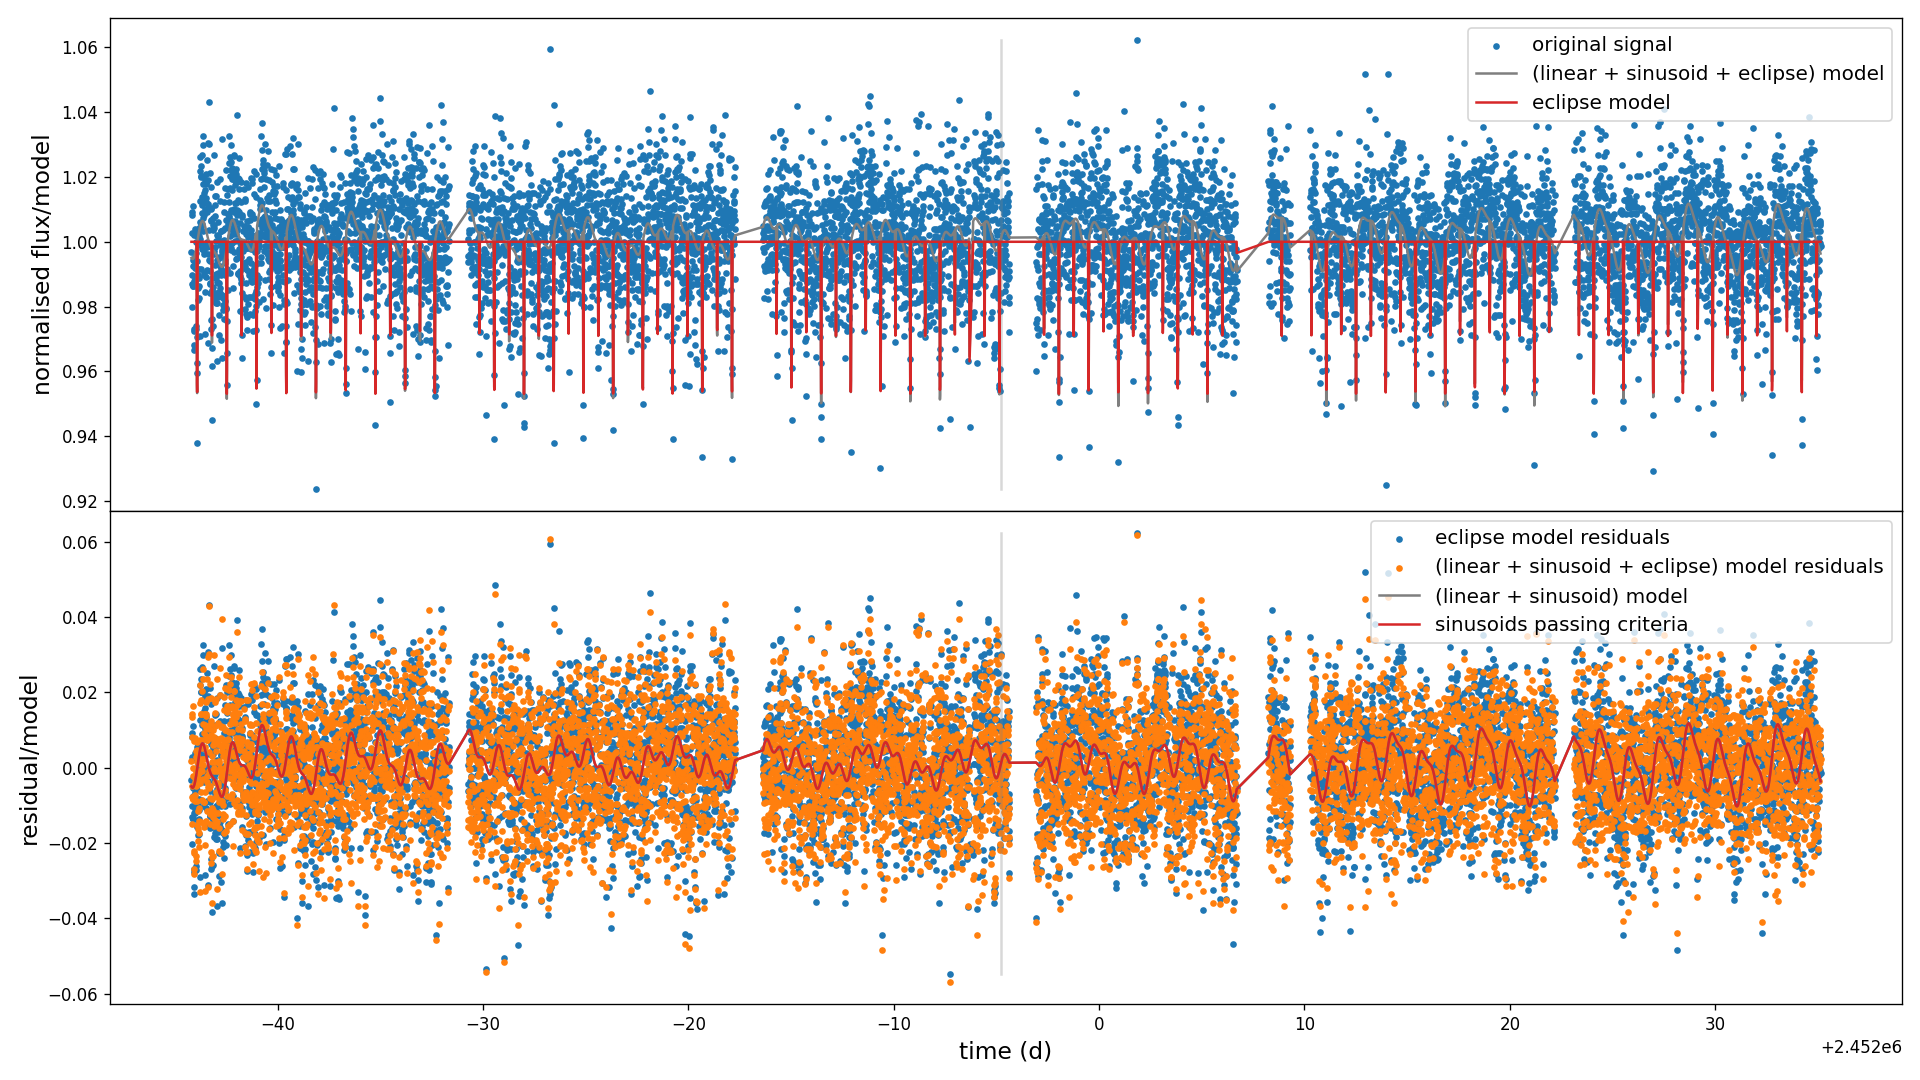 1.06
1.04
1.02
1.00
0.98
0.96
0.94
0.92
normalised flux/model
original signal
(linear + sinusoid + eclipse) model
eclipse model
0.06
0.04
0.02
0.00
−0.02
−0.04
−0.06
residual/model
eclipse model residuals
(linear + sinusoid + eclipse) model residuals
(linear + sinusoid) model
sinusoids passing criteria
−40 −30 −20 −10 0 10 20 30
time (d)
+2.452e6